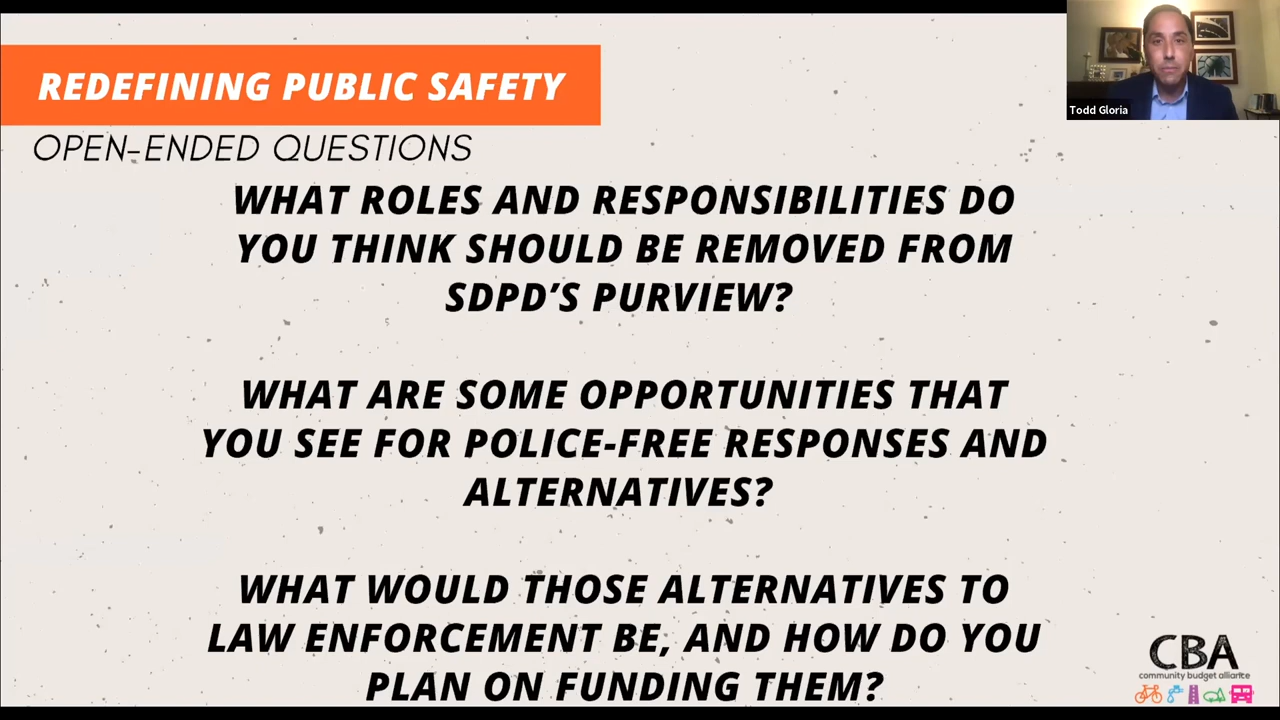 REDEFINING PUBLIC SAFETY
Todd Gloria
OPEN-ENDED QUESTIONS
WHAT ROLES AND RESPONSIBILITIES DO
YOU THINK SHOULD BE REMOVED FROM
SDPD'S PURVIEW?
WHAT ARE SOME OPPORTUNITIES THAT
YOU SEE FOR POLICE-FREE RESPONSES AND
ALTERNATIVES?
WHAT WOULD THOSE ALTERNATIVES TO
LAW ENFORCEMENT BE, AND HOW DO YOU
PLAN ON FUNDING THEM?
CBA
community budget alliance